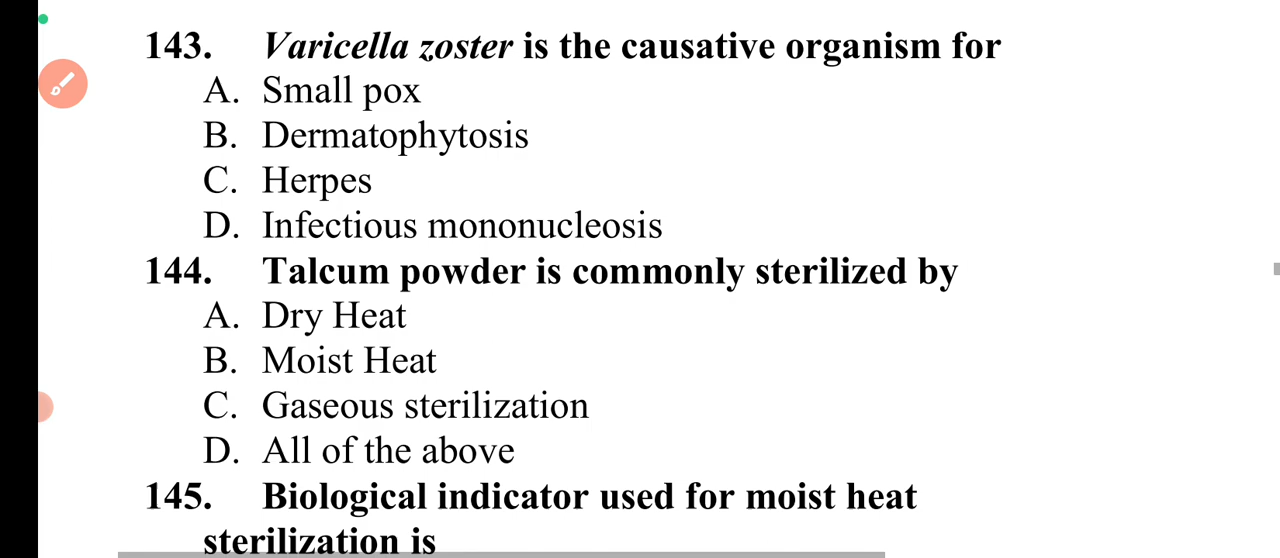 143. Varicella zoster is the causative organism for
A. Small pox
B. Dermatophytosis
C. Herpes
D. Infectious mononucleosis
144. Talcum powder is commonly sterilized by
A. Dry Heat
B. Moist Heat
C. Gaseous sterilization
D. All of the above
145. Biological indicator used for moist heat
sterilization is